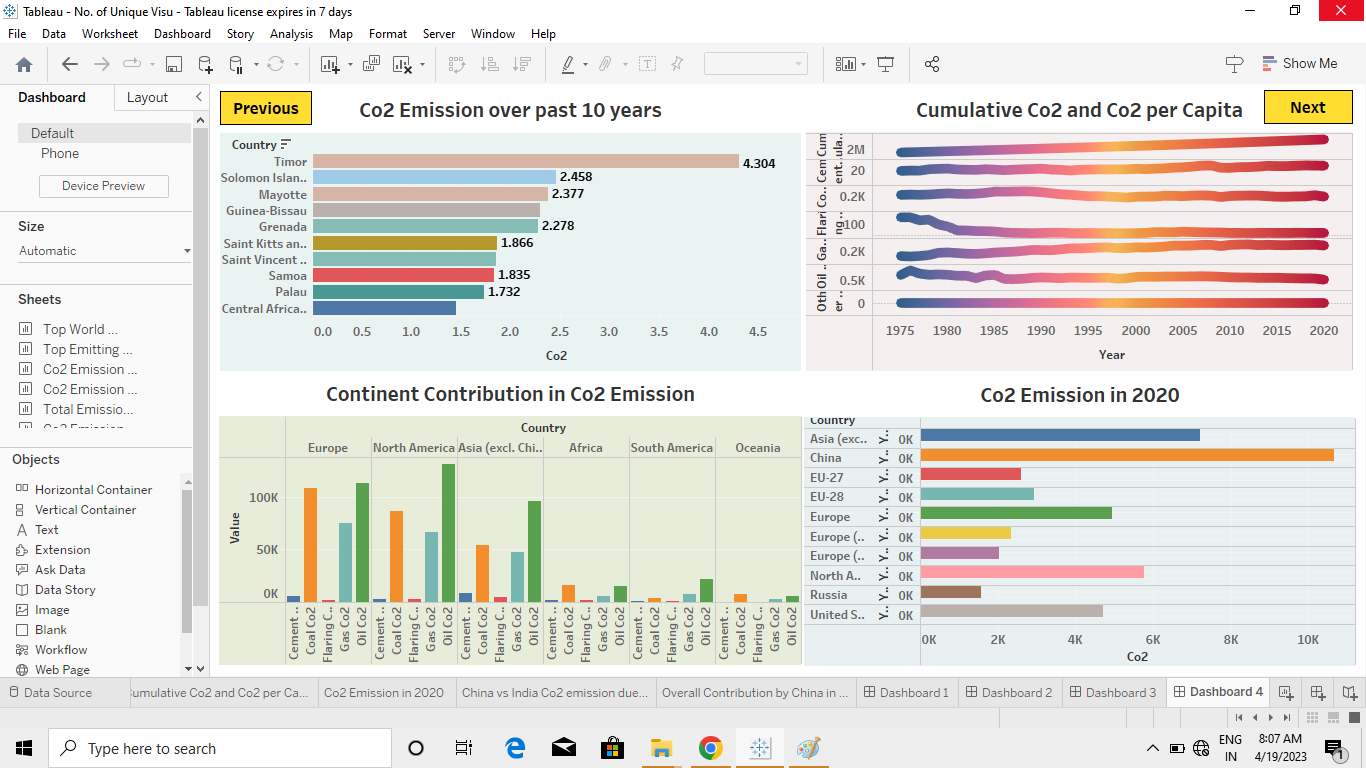 Tableau - No. of Unique Visu - Tableau license expires in 7 days
File Data Worksheet Dashboard Story Analysis Map Format Server Window Help
Show Me
Dashboard Layout
Default
Phone
Device Preview
Size
Automatic
Sheets
Top World ...
Top Emitting ...
Co2 Emission ...
Co2 Emission ...
Total Emissio...
Co2 Emission
Objects
Horizontal Container
Vertical Container
Text
Extension
Ask Data
Data Story
Image
Blank
Workflow
Web Page
Previous
Co2 Emission over past 10 years
Country
Timor 4.304
Solomon Islan.. 2.458
Mayotte 2.377
Guinea-Bissau
Grenada 2.278
Saint Kitts an.. 1.866
Saint Vincent ..
Samoa 1.835
Palau 1.732
Central Africa..
0.0 0.5 1.0 1.5 2.0 2.5 3.0 3.5 4.0 4.5
Co2
Cumulative Co2 and Co2 per Capita
Next
Cum ula.. 2M
Cem ent.. 20
Co.. 0.2K
Flari ng.. 100
Ga.. 0.2K
Oil .. 0.5K
Oth er .. 0
1975 1980 1985 1990 1995 2000 2005 2010 2015 2020
Year
Continent Contribution in Co2 Emission
Country
Europe North America Asia (excl. Chi.. Africa South America Oceania
Value
100K
50K
0K
Cement .. Coal Co2 Flaring C.. Gas Co2 Oil Co2
Cement .. Coal Co2 Flaring C.. Gas Co2 Oil Co2
Cement .. Coal Co2 Flaring C.. Gas Co2 Oil Co2
Cement .. Coal Co2 Flaring C.. Gas Co2 Oil Co2
Cement .. Coal Co2 Flaring C.. Gas Co2 Oil Co2
Cement .. Coal Co2 Flaring C.. Gas Co2 Oil Co2
Co2 Emission in 2020
Country
Asia (exc.. Y.. 0K
China Y.. 0K
EU-27 Y.. 0K
EU-28 Y.. 0K
Europe Y.. 0K
Europe (.. Y.. 0K
Europe (.. Y.. 0K
North A.. Y.. 0K
Russia Y.. 0K
United S.. Y.. 0K
0K 2K 4K 6K 8K 10K
Co2
Data Source
Cumulative Co2 and Co2 per Ca...
Co2 Emission in 2020
China vs India Co2 emission due...
Overall Contribution by China in ...
Dashboard 1
Dashboard 2
Dashboard 3
Dashboard 4
Type here to search
ENG
IN
8:07 AM
4/19/2023
1